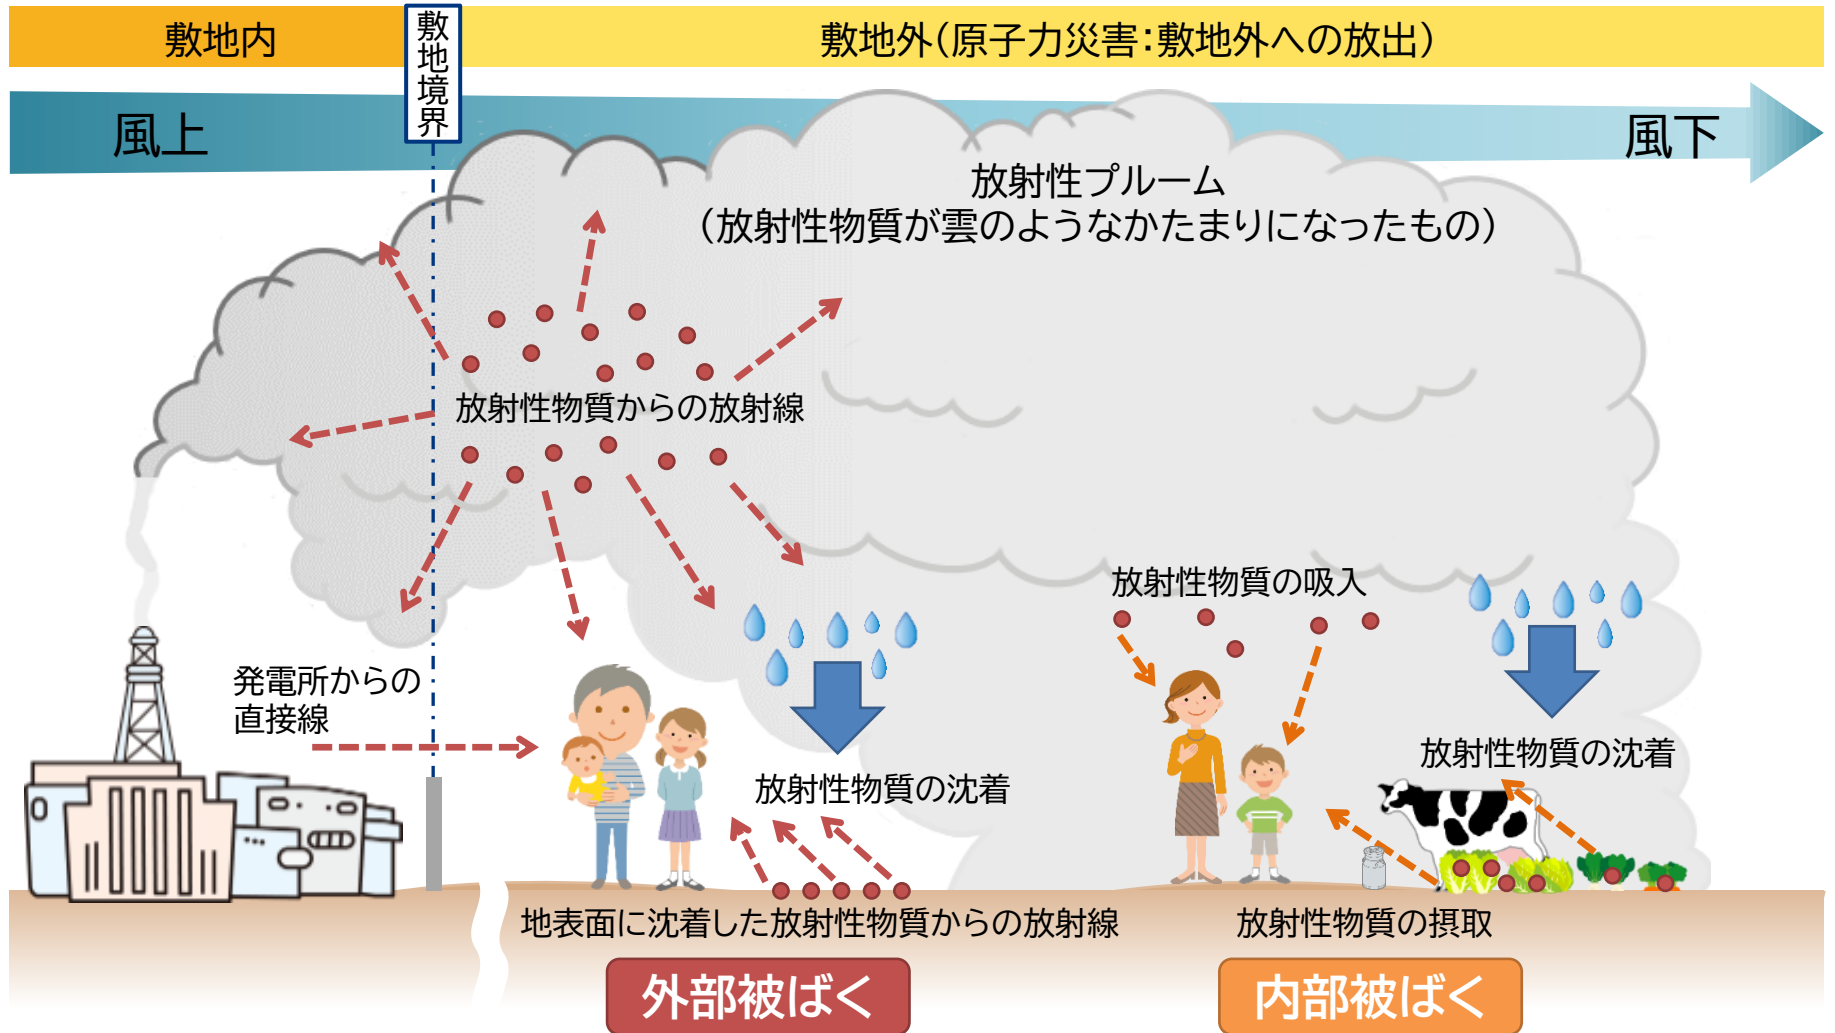 敷地内
敷地境界
敷地外（原子力災害：敷地外への放出）
風上
風下
放射性プルーム
（放射性物質が雲のようなかたまりになったもの）
放射性物質からの放射線
放射性物質の吸入
発電所からの
直接線
放射性物質の沈着
放射性物質の沈着
地表面に沈着した放射性物質からの放射線
放射性物質の摂取
外部被ばく
内部被ばく